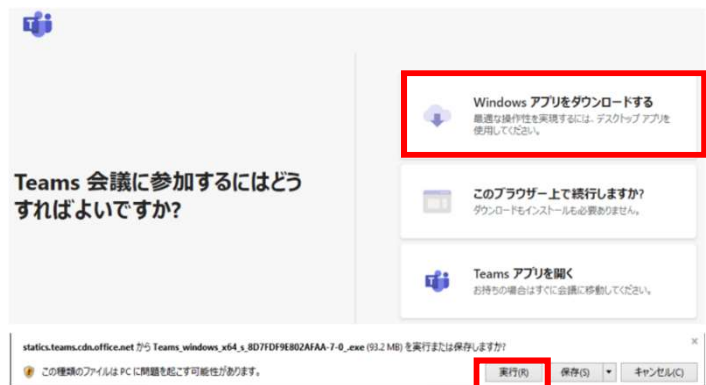 Windows アプリをダウンロードする
最適な操作性を実現するには、デスクトップ アプリを
使用してください。
Teams 会議に参加するにはどう
すればよいですか?
このブラウザー上で続行しますか?
ダウンロードもインストールも必要ありません。
Teams アプリを開く
お持ちの場合はすぐに会議に移動してください。
statics.teams.cdn.office.net から Teams_windows_x64_s_8D7FDF9E802AFAA-7-0_.exe (93.2 MB) を実行または保存しますか?
この種類のファイルは PC に問題を起こす可能性があります。
実行(R) 保存(S) キャンセル(C)